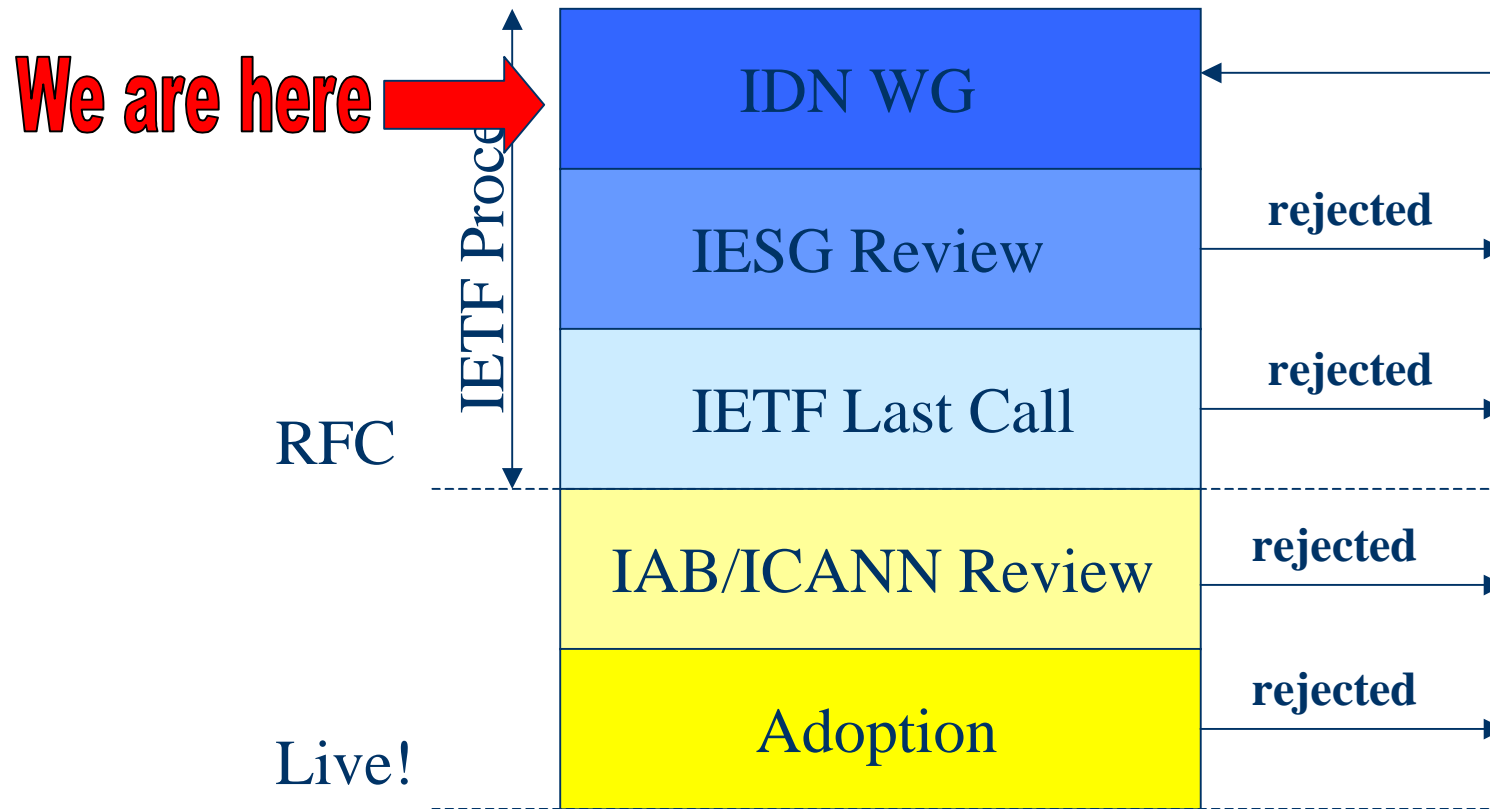 We are here
IDN WG
IETF Proce
rejected
IESG Review
rejected
IETF Last Call
RFC
rejected
IAB/ICANN Review
rejected
Adoption
Live!